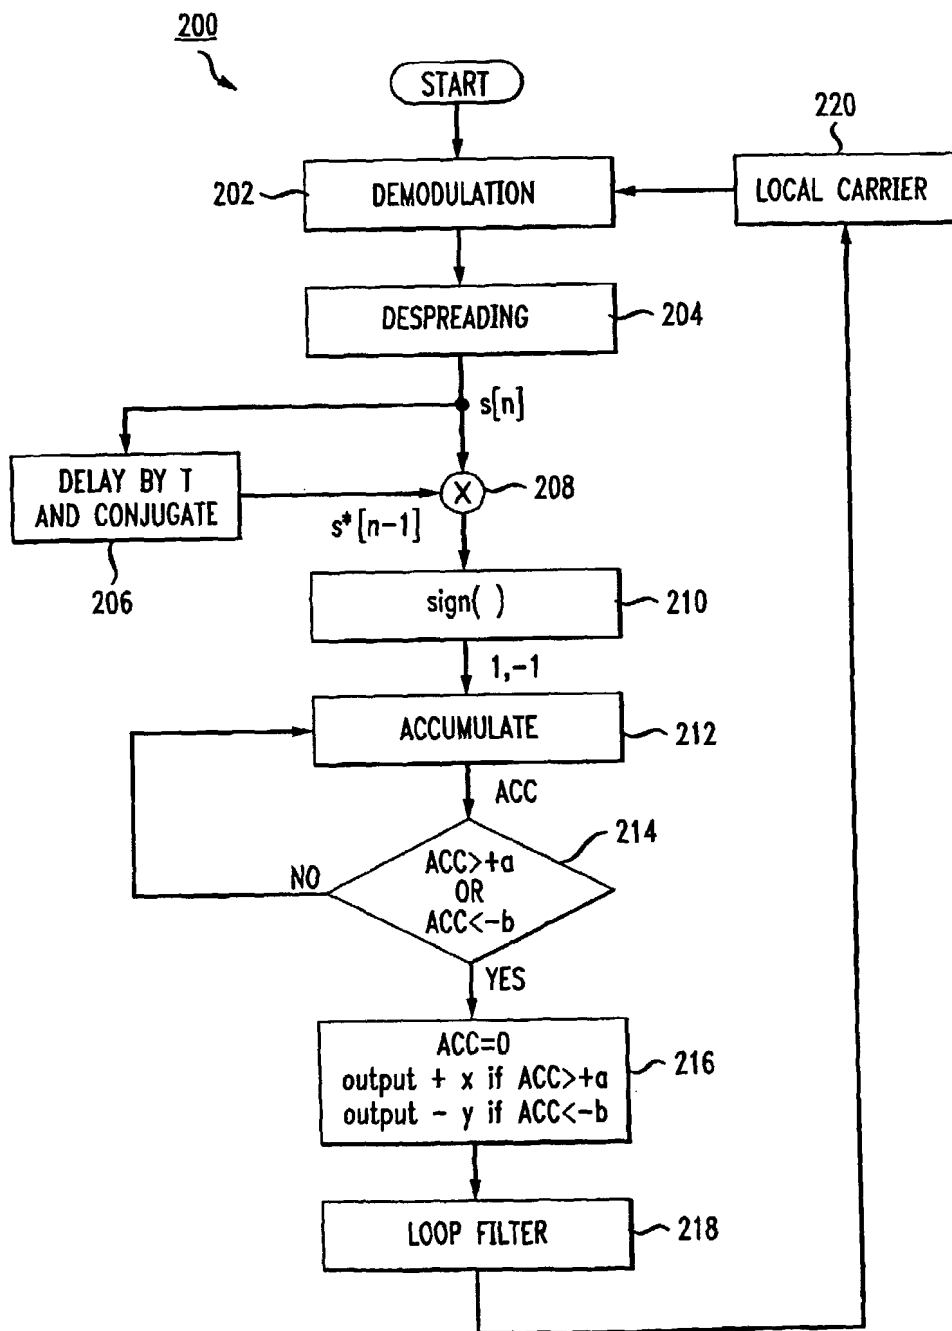 200
START
220
202
DEMODULATION
LOCAL CARRIER
DESPREADING
204
s[n]
DELAY BY T
AND CONJUGATE
X
208
s*[n-1]
206
sign( )
210
1,-1
ACCUMULATE
212
ACC
214
ACC>+a
OR
ACC<-b
NO
YES
ACC=0
output + x if ACC>+a
output - y if ACC<-b
216
LOOP FILTER
218